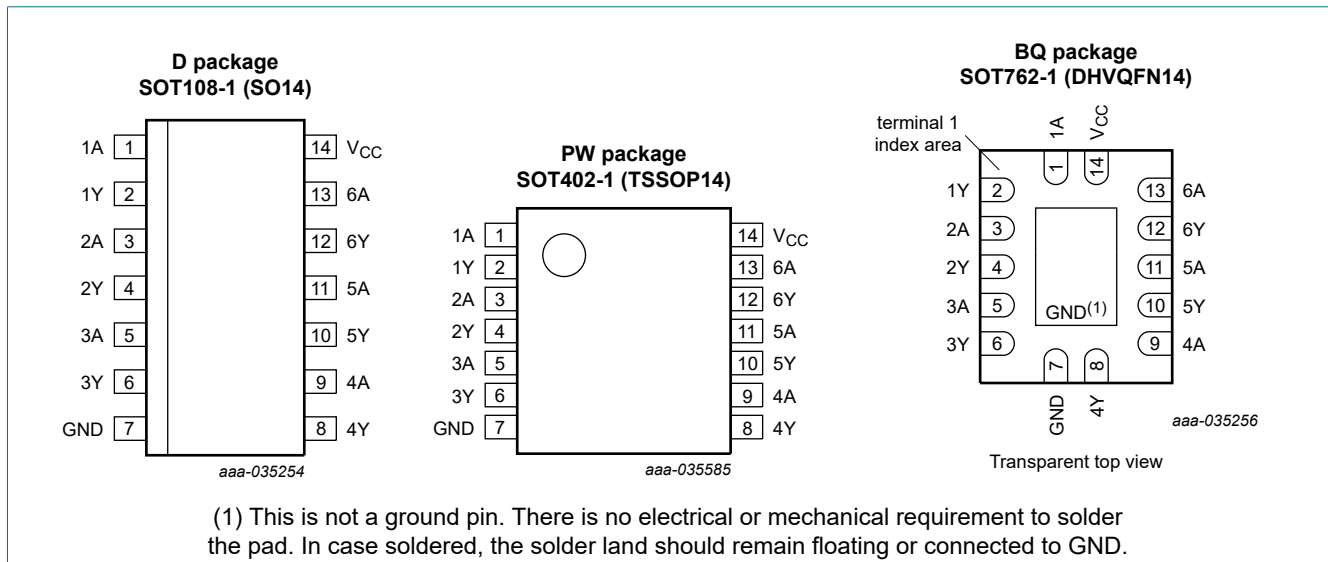 D package
SOT108-1 (SO14)
1A 1
1Y 2
2A 3
2Y 4
3A 5
3Y 6
GND 7
14 VCC
13 6A
12 6Y
11 5A
10 5Y
9 4A
8 4Y
aaa-035254
PW package
SOT402-1 (TSSOP14)
1A 1
1Y 2
2A 3
2Y 4
3A 5
3Y 6
GND 7
14 VCC
13 6A
12 6Y
11 5A
10 5Y
9 4A
8 4Y
aaa-035585
BQ package
SOT762-1 (DHVQFN14)
terminal 1
index area
1A 1
VCC 14
1Y 2
2A 3
2Y 4
3A 5
3Y 6
13 6A
12 6Y
11 5A
10 5Y
9 4A
GND(1)
7 GND
8 4Y
aaa-035256
Transparent top view
(1) This is not a ground pin. There is no electrical or mechanical requirement to solder
the pad. In case soldered, the solder land should remain floating or connected to GND.